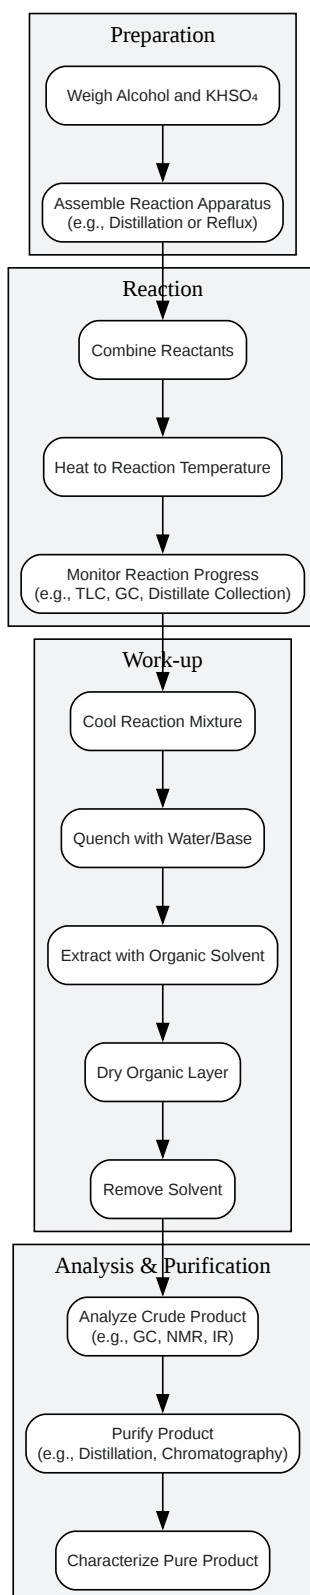 Preparation
Weigh Alcohol and KHSO₄
Assemble Reaction Apparatus
(e.g., Distillation or Reflux)
Reaction
Combine Reactants
Heat to Reaction Temperature
Monitor Reaction Progress
(e.g., TLC, GC, Distillate Collection)
Work-up
Cool Reaction Mixture
Quench with Water/Base
Extract with Organic Solvent
Dry Organic Layer
Remove Solvent
Analysis & Purification
Analyze Crude Product
(e.g., GC, NMR, IR)
Purify Product
(e.g., Distillation, Chromatography)
Characterize Pure Product